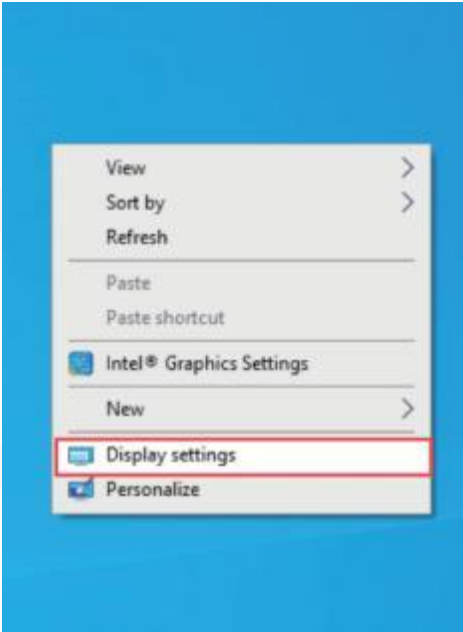 View
Sort by
Refresh
Paste
Paste shortcut
Intel® Graphics Settings
New
Display settings
Personalize